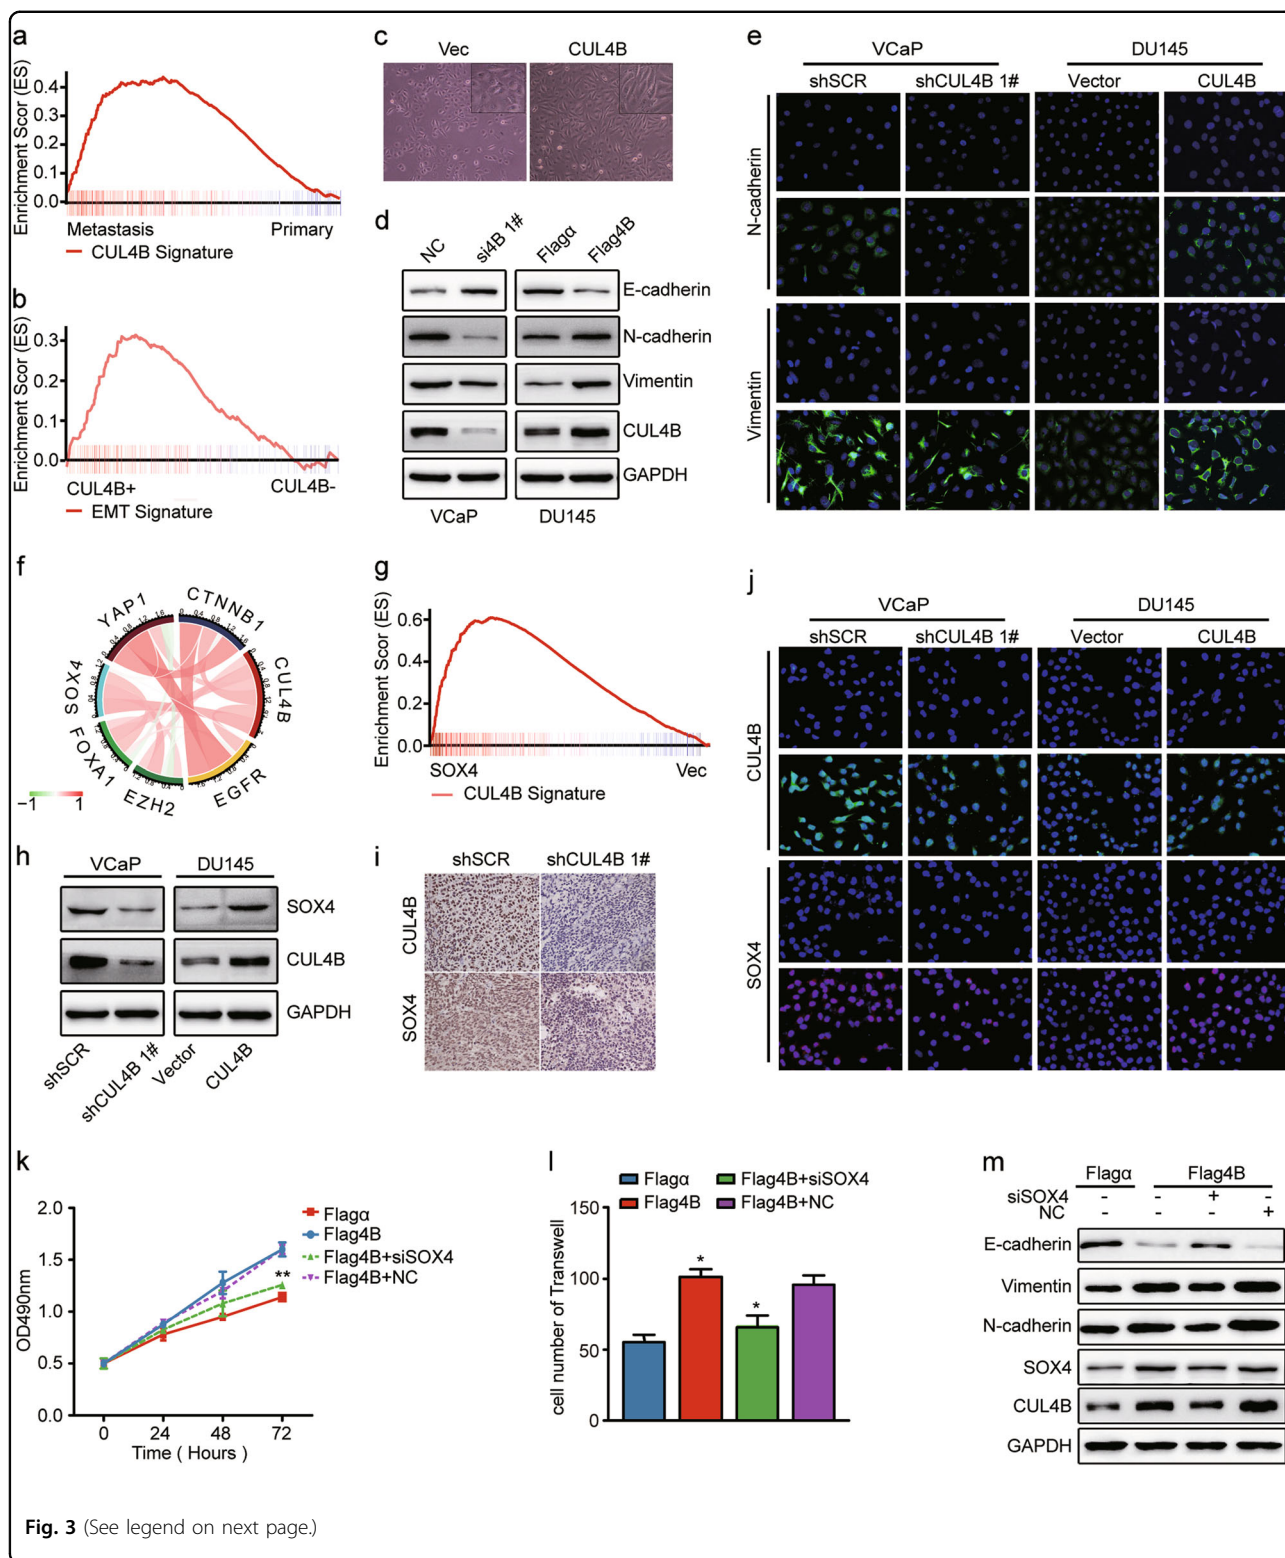 a
Enrichment Scor (ES)
0.4
0.3
0.2
0.1
0.0
Metastasis Primary
CUL4B Signature
b
Enrichment Scor (ES)
0.3
0.2
0.1
0.0
CUL4B+ CUL4B-
EMT Signature
c
Vec CUL4B
d
NC si4B 1# Flagα Flag4B
E-cadherin
N-cadherin
Vimentin
CUL4B
GAPDH
VCaP DU145
e
VCaP DU145
shSCR shCUL4B 1# Vector CUL4B
N-cadherin
Vimentin
f
YAP1
CTNNB1
CUL4B
EGFR
EZH2
FOXA1
SOX4
−1 1
g
Enrichment Scor (ES)
0.6
0.4
0.2
0.0
SOX4 Vec
CUL4B Signature
h
VCaP DU145
SOX4
CUL4B
GAPDH
shSCR shCUL4B 1# Vector CUL4B
i
shSCR shCUL4B 1#
CUL4B
SOX4
j
VCaP DU145
shSCR shCUL4B 1# Vector CUL4B
CUL4B
SOX4
k
OD490nm
2.0
1.5
1.0
0.5
0.0
0 24 48 72
Time ( Hours )
Flagα
Flag4B
Flag4B+siSOX4
Flag4B+NC
**
l
Flagα Flag4B+siSOX4
Flag4B Flag4B+NC
cell number of Transwell
150
100
50
0
* *
m
Flagα Flag4B
siSOX4 - - + -
NC - - - +
E-cadherin
Vimentin
N-cadherin
SOX4
CUL4B
GAPDH
Fig. 3 (See legend on next page.)